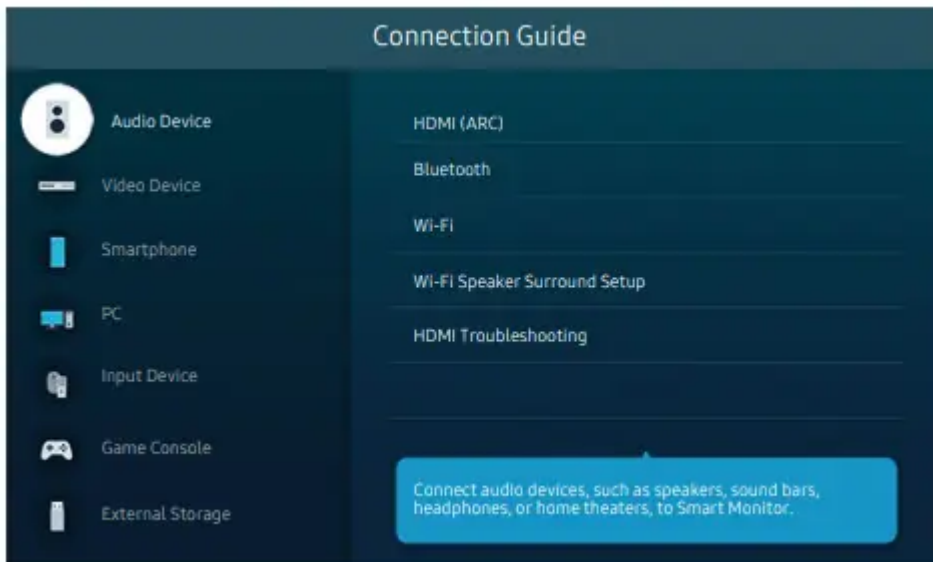 Connection Guide
Audio Device
Video Device
Smartphone
PC
Input Device
Game Console
External Storage
HDMI (ARC)
Bluetooth
Wi-Fi
Wi-Fi Speaker Surround Setup
HDMI Troubleshooting
Connect audio devices, such as speakers, sound bars,
headphones, or home theaters, to Smart Monitor.